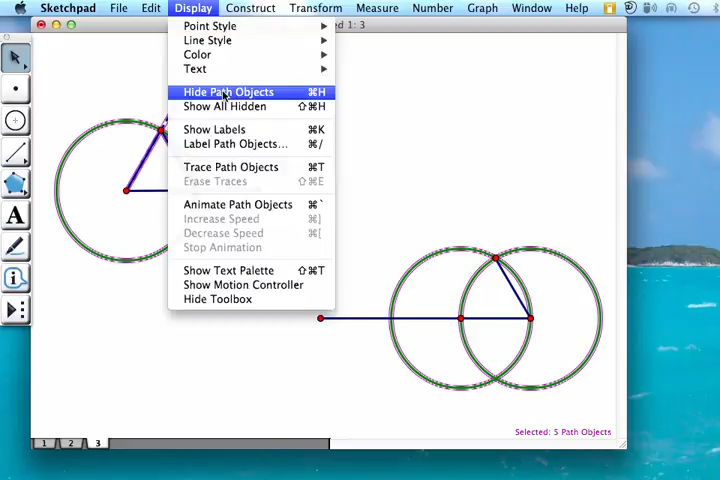 Sketchpad File Edit Display Construct Transform Measure Number Graph Window Help
d 1: 3
Point Style
Line Style
Color
Text
Hide Path Objects ⌘H
Show All Hidden ⇧⌘H
Show Labels ⌘K
Label Path Objects... ⌘/
Trace Path Objects ⌘T
Erase Traces ⇧⌘E
Animate Path Objects ⌘`
Increase Speed ⌘]
Decrease Speed ⌘[
Stop Animation
Show Text Palette ⇧⌘T
Show Motion Controller
Hide Toolbox
A
i
Selected: 5 Path Objects
1 2 3